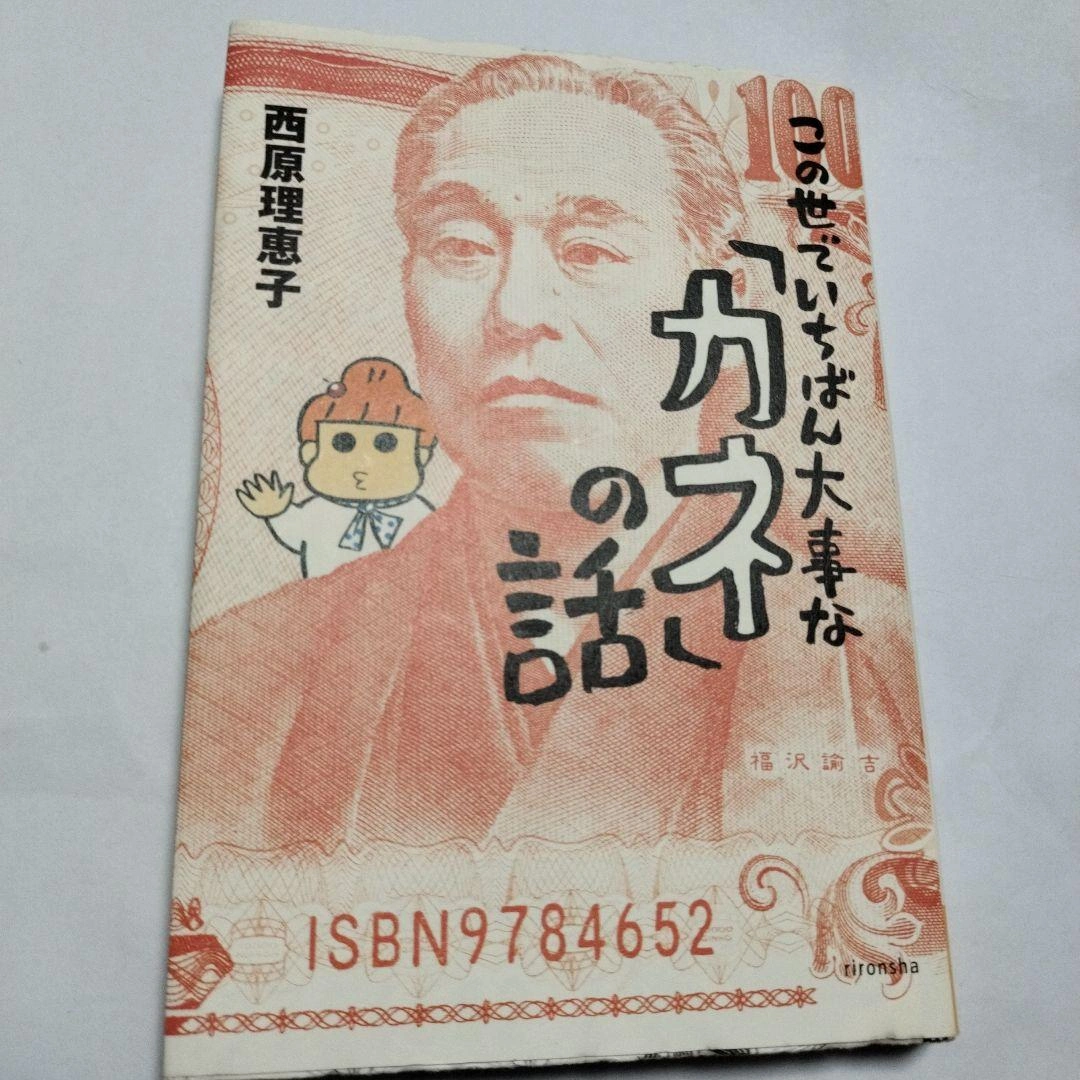 この世でいちばん大事な
「カネ」
の話
西原理恵子
100
福沢諭吉
ISBN9784652
rironsha